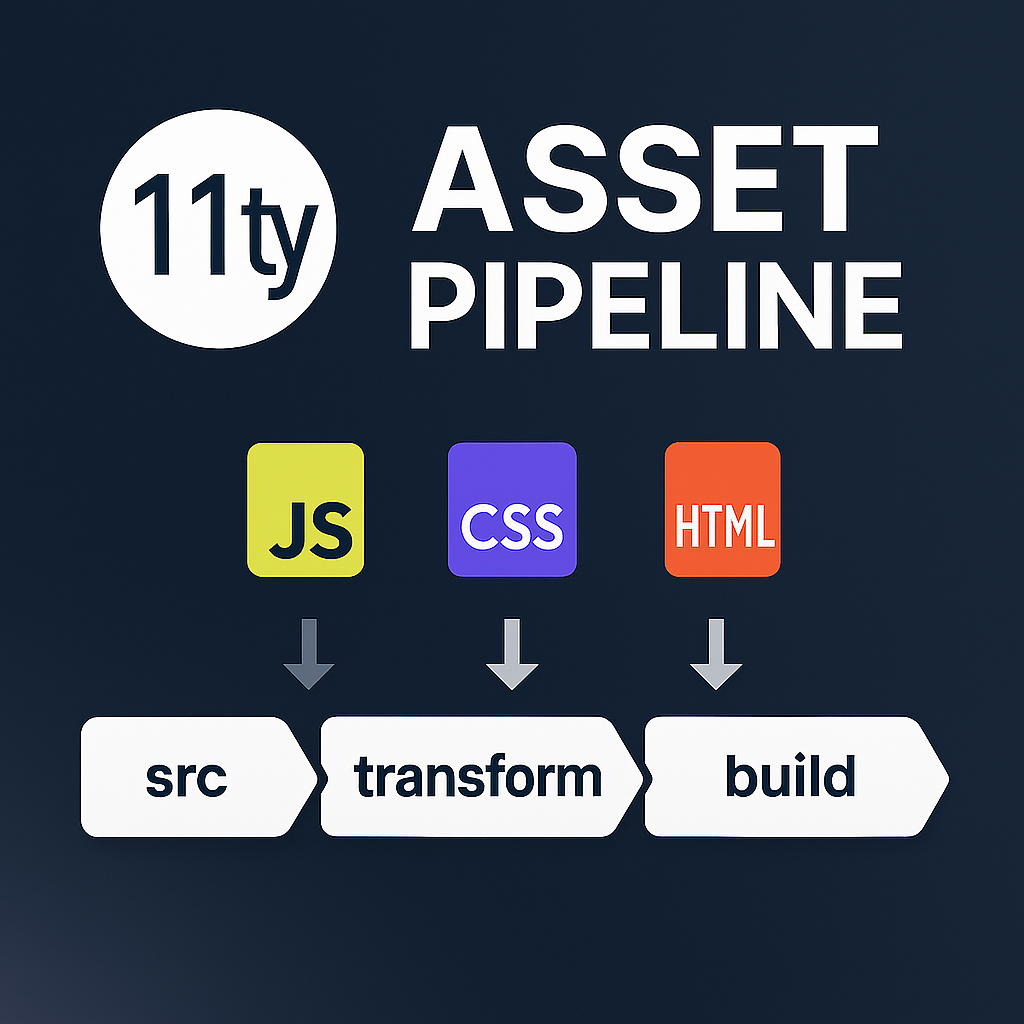 11ty
ASSET
PIPELINE
JS
CSS
HTML
src
transform
build